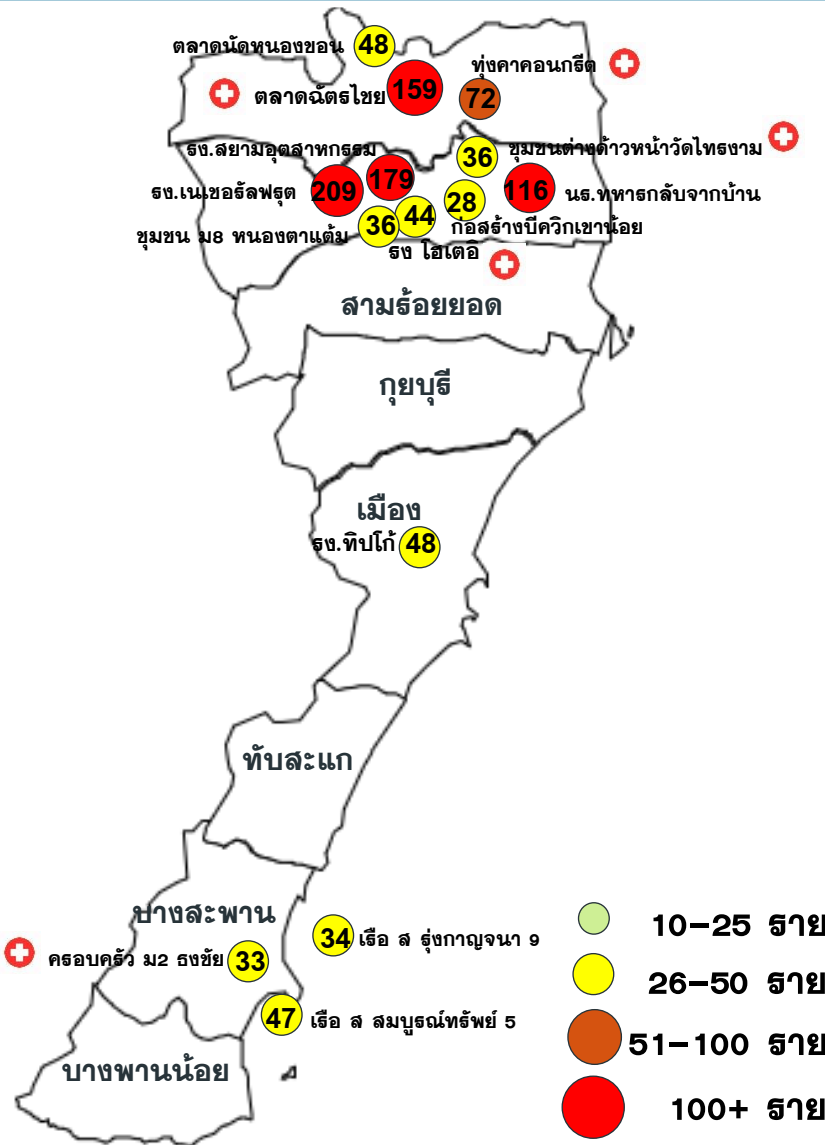 ตลาดนัดหนองขอน 48
ทุ่งคาคอนกรีต
ตลาดฉัตรไชย 159
72
รง.สยามอุตสาหกรรม
36 ชุมชนต่างด้าวหน้าวัดไทรงาม
179
รง.เนเชอรัลฟรุต 209
116 นร.ทหารกลับจากบ้าน
28
44
ก่อสร้างบีควิกเขาน้อย
ชุมชน ม8 หนองตาแต้ม 36
รง โฮเตอิ
สามร้อยยอด
กุยบุรี
เมือง
รง.ทิปโก้ 48
ทับสะแก
บางสะพาน
34 เรือ ส รุ่งกาญจนา 9
ครอบครัว ม2 ธงชัย 33
47 เรือ ส สมบูรณ์ทรัพย์ 5
บางพานน้อย
10-25 ราย
26-50 ราย
51-100 ราย
100+ ราย